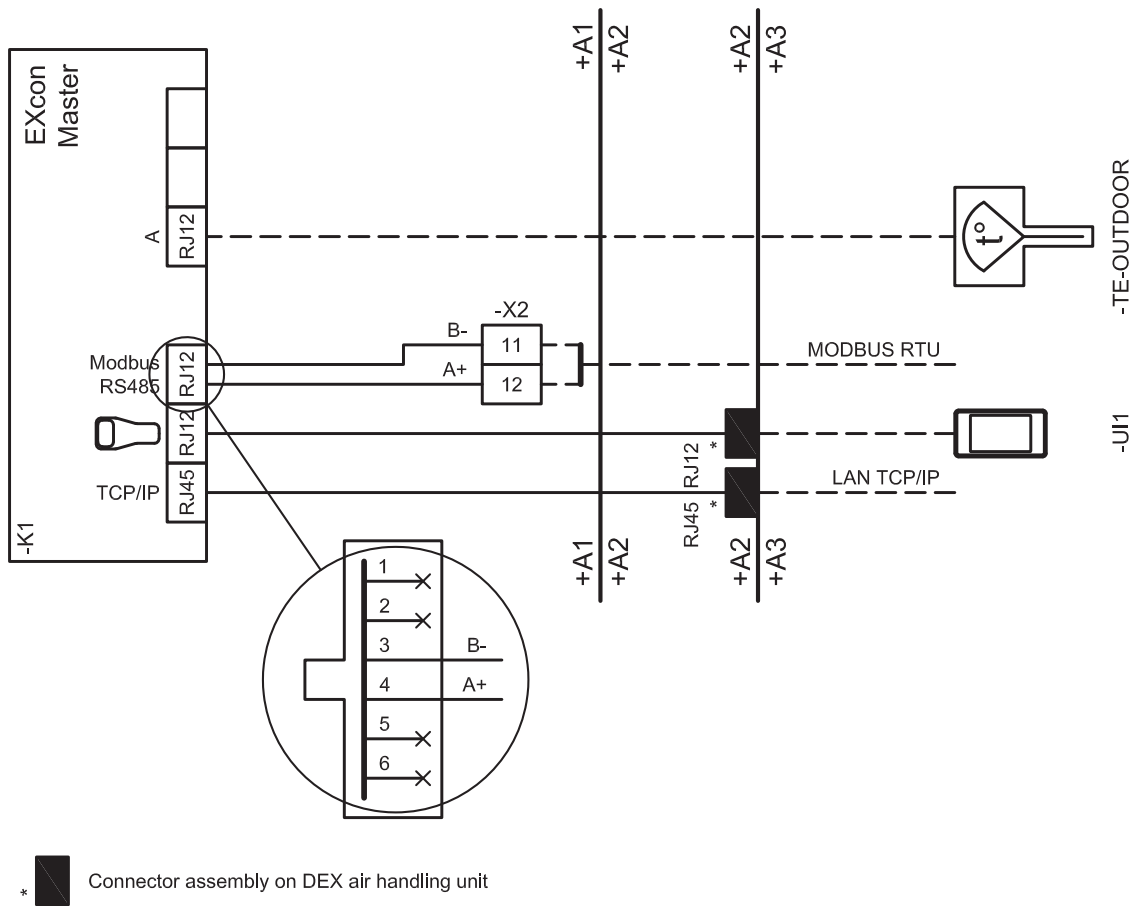 +A1
+A2
+A2
+A3
EXcon
Master
A
RJ12
t°
-TE-OUTDOOR
-X2
B-
11
Modbus
RS485
RJ12
A+
12
MODBUS RTU
RJ12
RJ12
*
-UI1
TCP/IP
RJ45
RJ45
*
LAN TCP/IP
-K1
+A1
+A2
+A2
+A3
1
2
3
B-
4
A+
5
6
* Connector assembly on DEX air handling unit